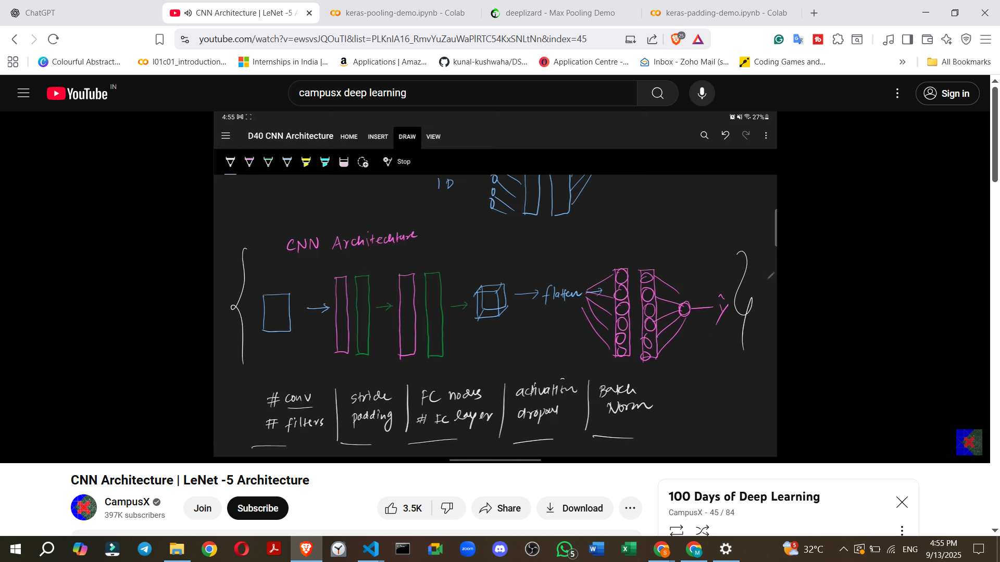 ChatGPT
CNN Architecture | LeNet -5 A
keras-pooling-demo.ipynb - Colab
deeplizard - Max Pooling Demo
keras-padding-demo.ipynb - Colab
youtube.com/watch?v=ewsvsJQOuTI&list=PLKnIA16_RmvYuZauWaPlRTC54KxSNLtNn&index=45
25
Colourful Abstract...
l01c01_introduction...
Internships in India |...
Applications | Amaz...
kunal-kushwaha/DS...
Application Centre -...
Inbox - Zoho Mail (s...
Coding Games and...
All Bookmarks
YouTube IN
campusx deep learning
Sign in
4:55
27%
D40 CNN Architecture
HOME
INSERT
DRAW
VIEW
Stop
1D
CNN Architechture
flatten
ŷ
# conv
# filters
stride
padding
FC nodes
# FC layer
activation
dropout
Batch
Norm
CNN Architecture | LeNet -5 Architecture
CampusX
397K subscribers
Join
Subscribe
3.5K
Share
Download
100 Days of Deep Learning
CampusX - 45 / 84
zoom
5
5
32°C
ENG
4:55 PM
9/13/2025